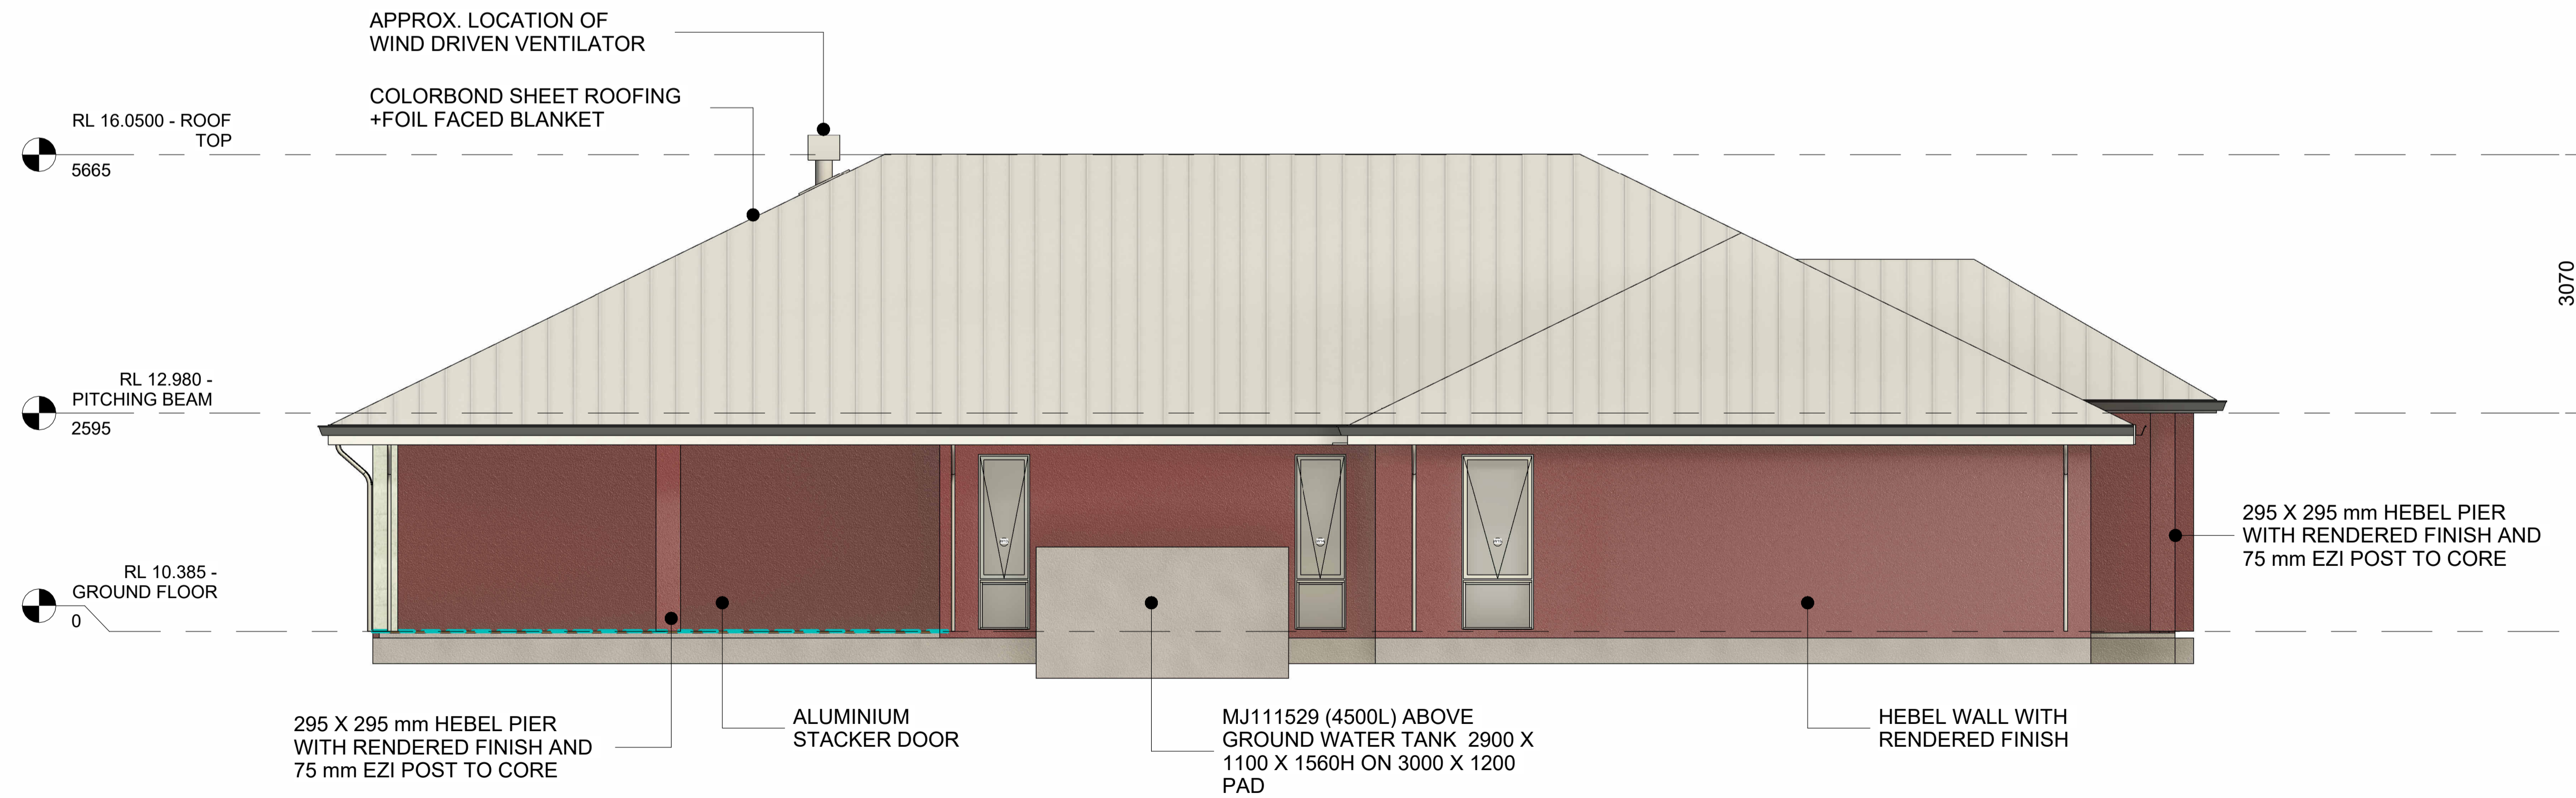 APPROX. LOCATION OF
WIND DRIVEN VENTILATOR
COLORBOND SHEET ROOFING
+FOIL FACED BLANKET
RL 16.0500 - ROOF
TOP
5665
3070
RL 12.980 -
PITCHING BEAM
2595
RL 10.385 -
GROUND FLOOR
0
295 X 295 mm HEBEL PIER
WITH RENDERED FINISH AND
75 mm EZI POST TO CORE
295 X 295 mm HEBEL PIER
WITH RENDERED FINISH AND
75 mm EZI POST TO CORE
ALUMINIUM
STACKER DOOR
MJ111529 (4500L) ABOVE
GROUND WATER TANK 2900 X
1100 X 1560H ON 3000 X 1200
PAD
HEBEL WALL WITH
RENDERED FINISH